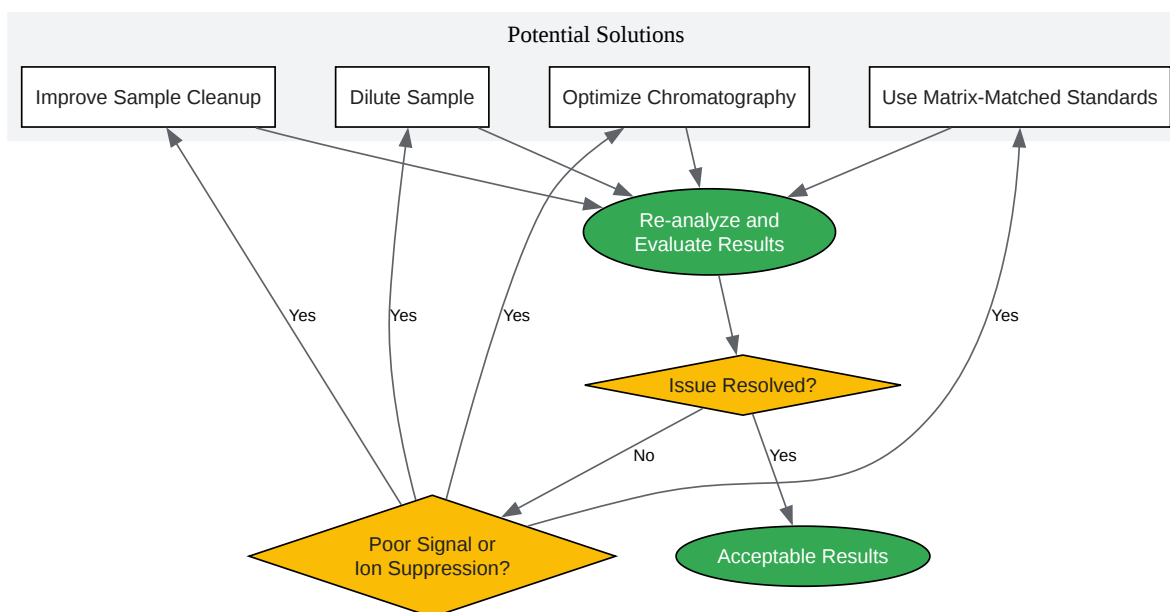 Potential Solutions
Improve Sample Cleanup
Dilute Sample
Optimize Chromatography
Use Matrix-Matched Standards
Re-analyze and
Evaluate Results
Yes
Yes
Yes
Yes
Issue Resolved?
No
Yes
Poor Signal or
Ion Suppression?
Acceptable Results